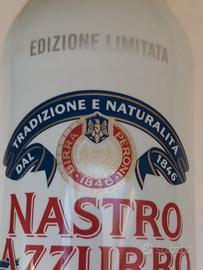 EDIZIONE LIMITATA
TRADIZIONE E NATURALITÀ
DAL 1846
BIRRA PERONI
1846
NASTRO
AZZURRO